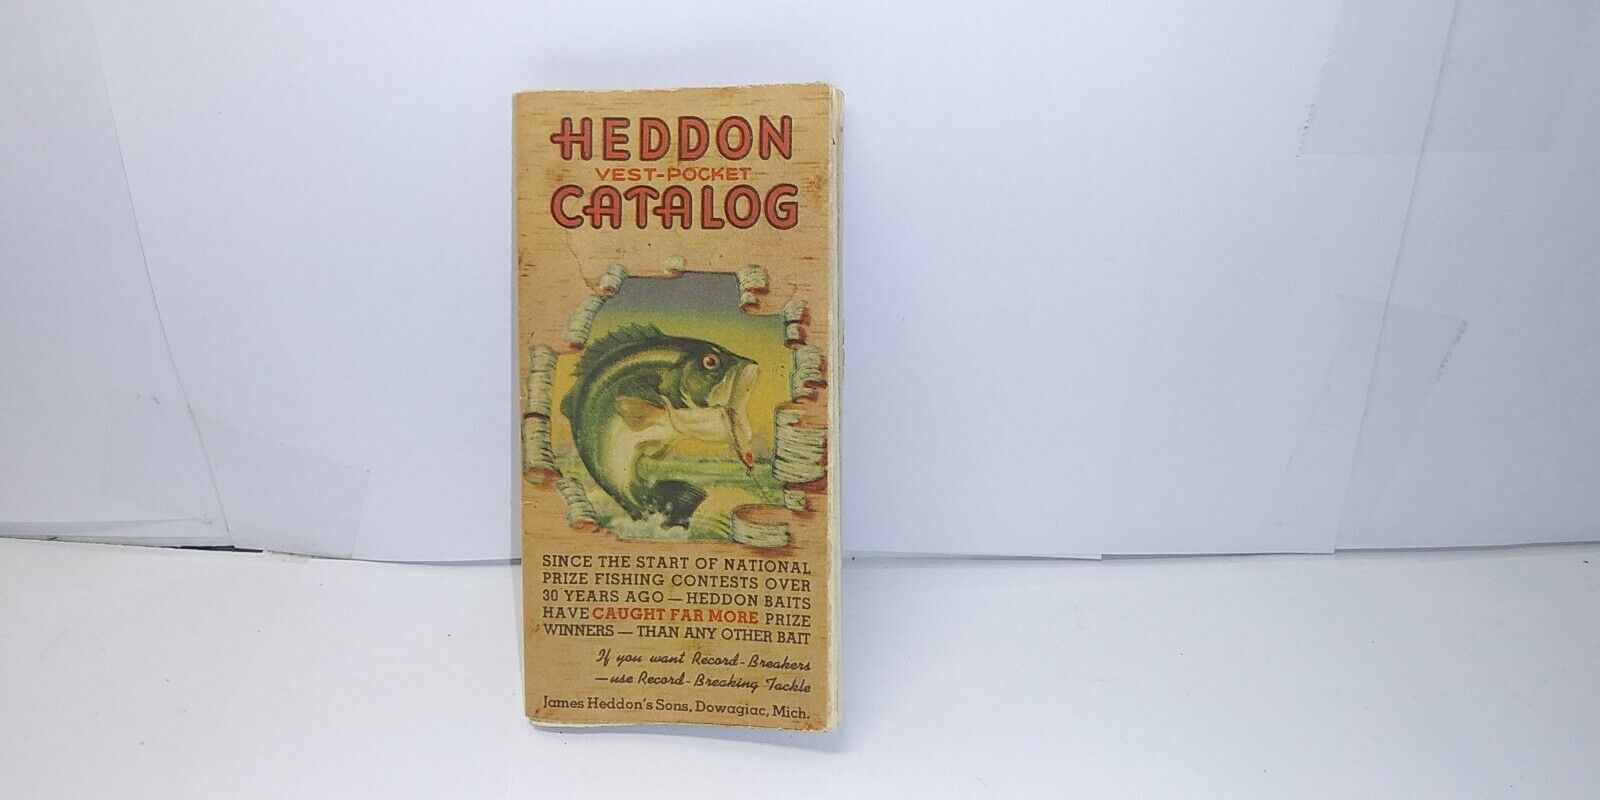 HEDDON
VEST-POCKET
CATALOG
SINCE THE START OF NATIONAL
PRIZE FISHING CONTESTS OVER
30 YEARS AGO — HEDDON BAITS
HAVE CAUGHT FAR MORE PRIZE
WINNERS — THAN ANY OTHER BAIT
If you want Record-Breakers
—use Record-Breaking Tackle
James Heddon's Sons, Dowagiac, Mich.